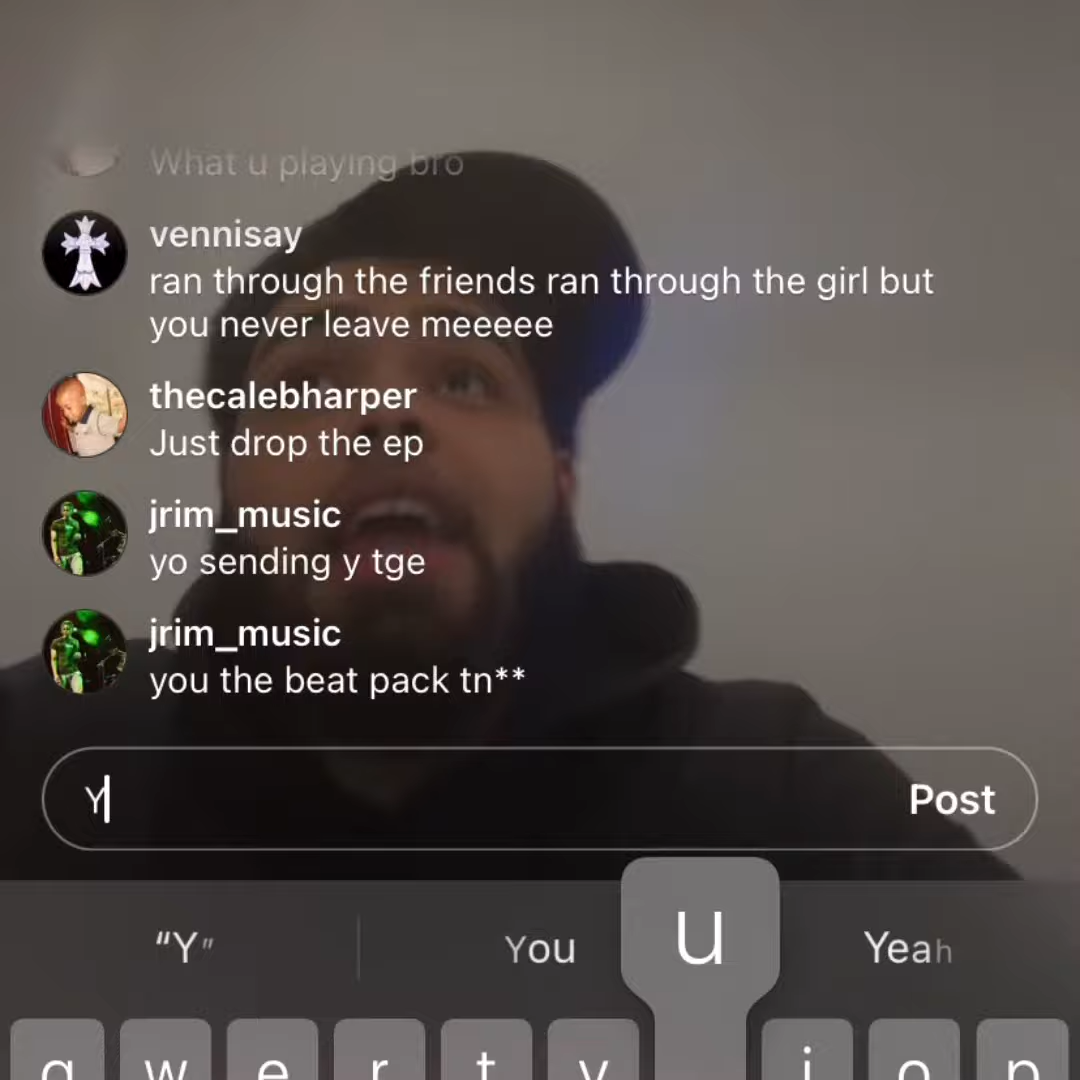 What u playing bro
vennisay
ran through the friends ran through the girl but
you never leave meeeee
thecalebharper
Just drop the ep
jrim_music
yo sending y tge
jrim_music
you the beat pack tn**
Y
Post
“Y”
You
u
Yeah
q w e r t y i o p